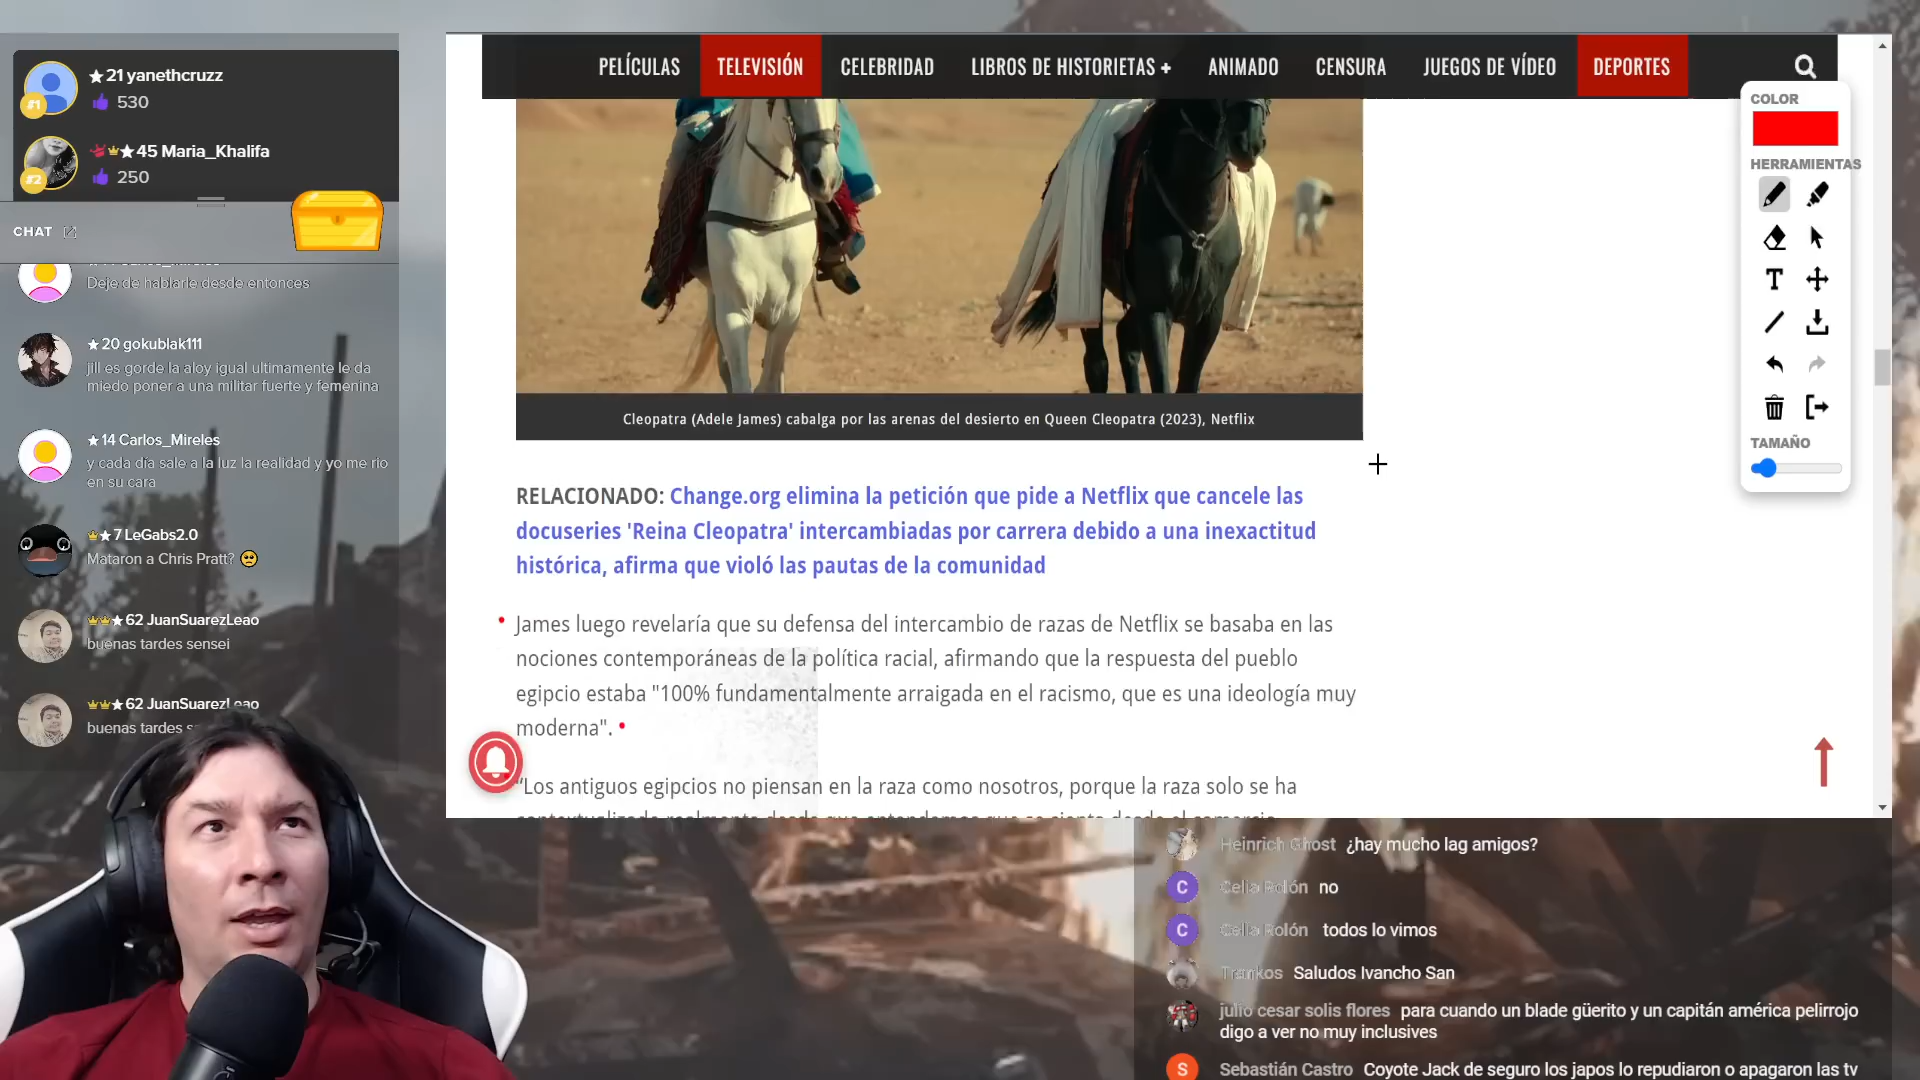 ★21 yanethcruzz
#1
530
★45 Maria_Khalifa
#2
250
CHAT
Deje de hablarle desde entonces
★20 gokublak111
jill es gorde la aloy igual ultimamente le da
miedo poner a una militar fuerte y femenina
★14 Carlos_Mireles
y cada día sale a la luz la realidad y yo me rio
en su cara
★7 LeGabs2.0
Mataron a Chris Pratt? 🥺
★62 JuanSuarezLeao
buenas tardes sensei
★62 JuanSuarezLeao
buenas tardes
PELÍCULAS TELEVISIÓN CELEBRIDAD LIBROS DE HISTORIETAS + ANIMADO CENSURA JUEGOS DE VÍDEO DEPORTES
Cleopatra (Adele James) cabalga por las arenas del desierto en Queen Cleopatra (2023), Netflix
RELACIONADO: Change.org elimina la petición que pide a Netflix que cancele las
docuseries 'Reina Cleopatra' intercambiadas por carrera debido a una inexactitud
histórica, afirma que violó las pautas de la comunidad
James luego revelaría que su defensa del intercambio de razas de Netflix se basaba en las
nociones contemporáneas de la política racial, afirmando que la respuesta del pueblo
egipcio estaba "100% fundamentalmente arraigada en el racismo, que es una ideología muy
moderna".
"Los antiguos egipcios no piensan en la raza como nosotros, porque la raza solo se ha
COLOR
HERRAMIENTAS
T
TAMAÑO
Heinrich Ghost ¿hay mucho lag amigos?
C Celia Rolón no
C Celia Rolón todos lo vimos
Trankos Saludos Ivancho San
julio cesar solis flores para cuando un blade güerito y un capitán américa pelirrojo
digo a ver no muy inclusives
S Sebastián Castro Coyote Jack de seguro los japos lo repudiaron o apagaron las tv